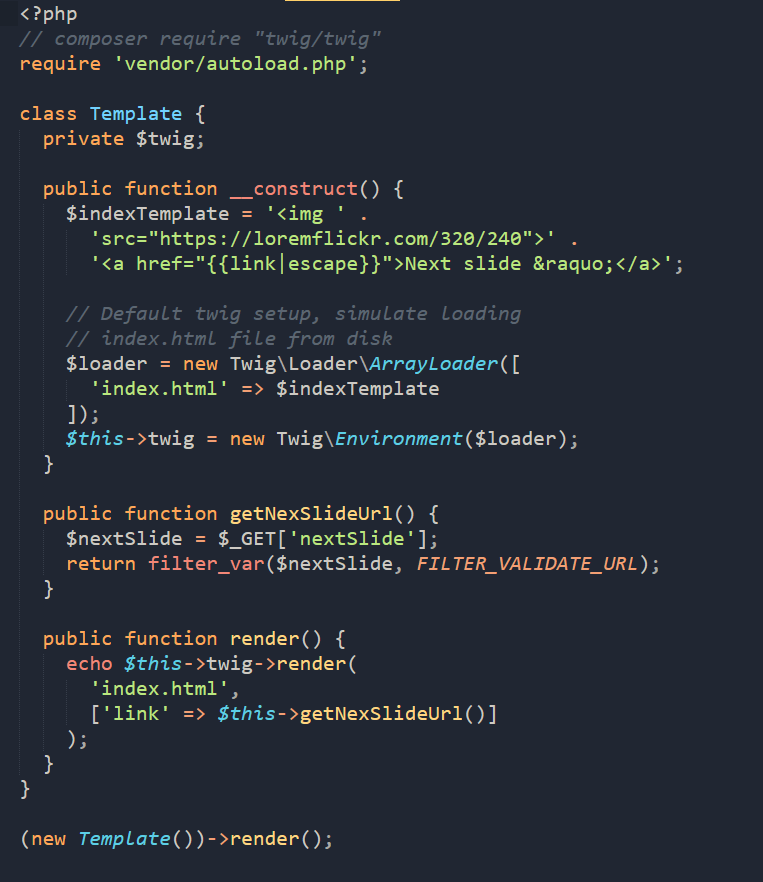 <?php
// composer require "twig/twig"
require 'vendor/autoload.php';
class Template {
private $twig;
public function __construct() {
$indexTemplate = '<img ' .
'src="https://loremflickr.com/320/240">' .
'<a href="{{link|escape}}">Next slide &raquo;</a>';
// Default twig setup, simulate loading
// index.html file from disk
$loader = new Twig\Loader\ArrayLoader([
'index.html' => $indexTemplate
]);
$this->twig = new Twig\Environment($loader);
}
public function getNexSlideUrl() {
$nextSlide = $_GET['nextSlide'];
return filter_var($nextSlide, FILTER_VALIDATE_URL);
}
public function render() {
echo $this->twig->render(
'index.html',
['link' => $this->getNexSlideUrl()]
);
}
}
(new Template())->render();